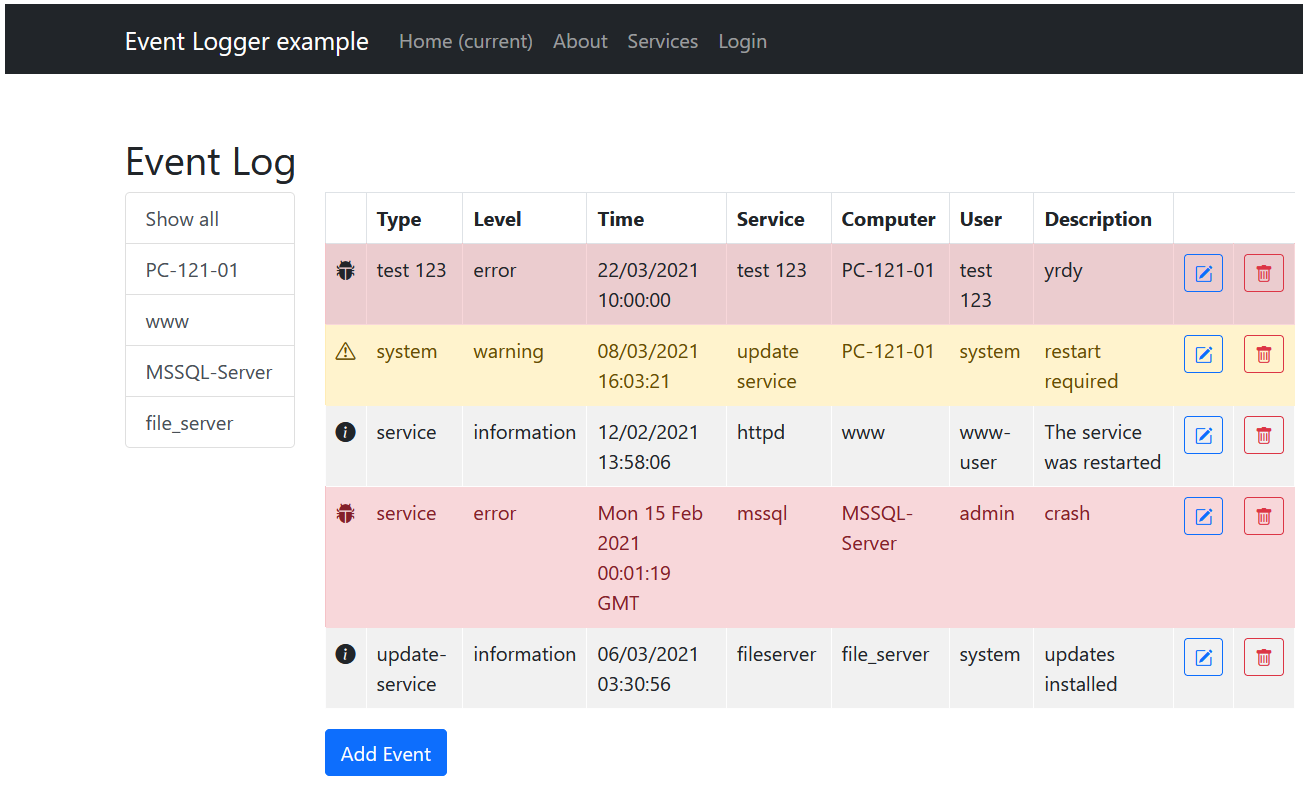 Event Logger example Home (current) About Services Login
Event Log
Show all
PC-121-01
www
MSSQL-Server
file_server
Type Level Time Service Computer User Description
test 123 error 22/03/2021 test 123 PC-121-01 test yrdy
10:00:00 123
system warning 08/03/2021 update PC-121-01 system restart
16:03:21 service required
service information 12/02/2021 httpd www www- The service
13:58:06 user was restarted
service error Mon 15 Feb mssql MSSQL- admin crash
2021 Server
00:01:19
GMT
update- information 06/03/2021 fileserver file_server system updates
service 03:30:56 installed
Add Event